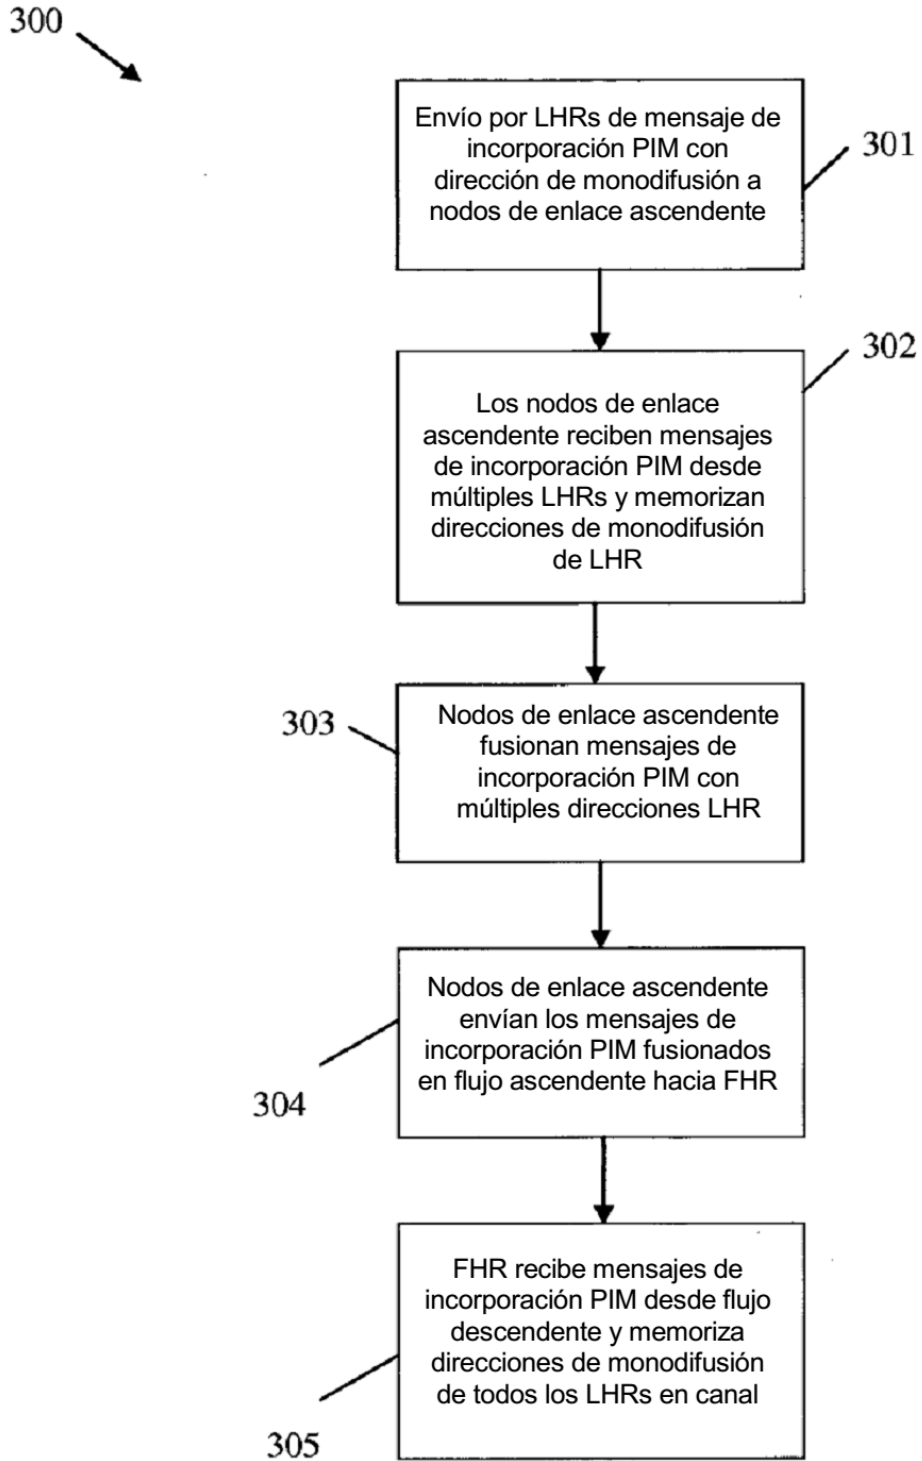 300
Envío por LHRs de mensaje de
incorporación PIM con
dirección de monodifusión a
nodos de enlace ascendente
301
Los nodos de enlace
ascendente reciben mensajes
de incorporación PIM desde
múltiples LHRs y memorizan
direcciones de monodifusión
de LHR
302
Nodos de enlace ascendente
fusionan mensajes de
incorporación PIM con
múltiples direcciones LHR
303
Nodos de enlace ascendente
envían los mensajes de
incorporación PIM fusionados
en flujo ascendente hacia FHR
304
FHR recibe mensajes de
incorporación PIM desde flujo
descendente y memoriza
direcciones de monodifusión
de todos los LHRs en canal
305